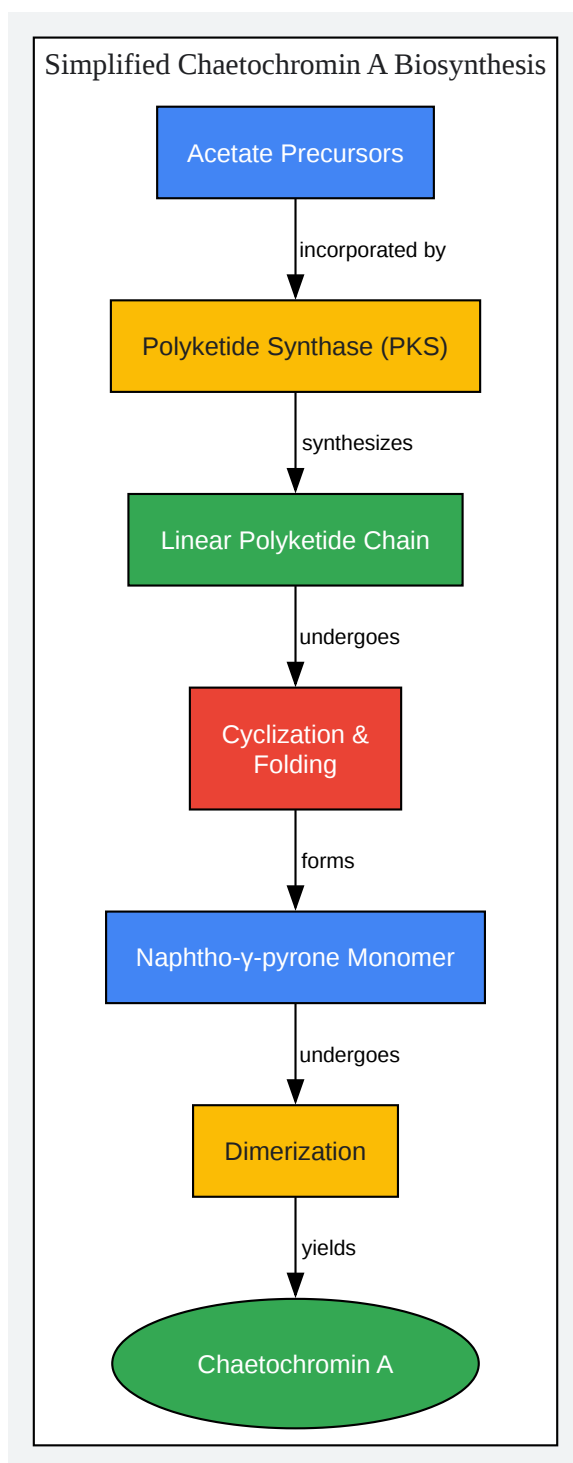 Simplified Chaetochromin A Biosynthesis
Acetate Precursors
incorporated by
Polyketide Synthase (PKS)
synthesizes
Linear Polyketide Chain
undergoes
Cyclization &
Folding
forms
Naphtho-γ-pyrone Monomer
undergoes
Dimerization
yields
Chaetochromin A